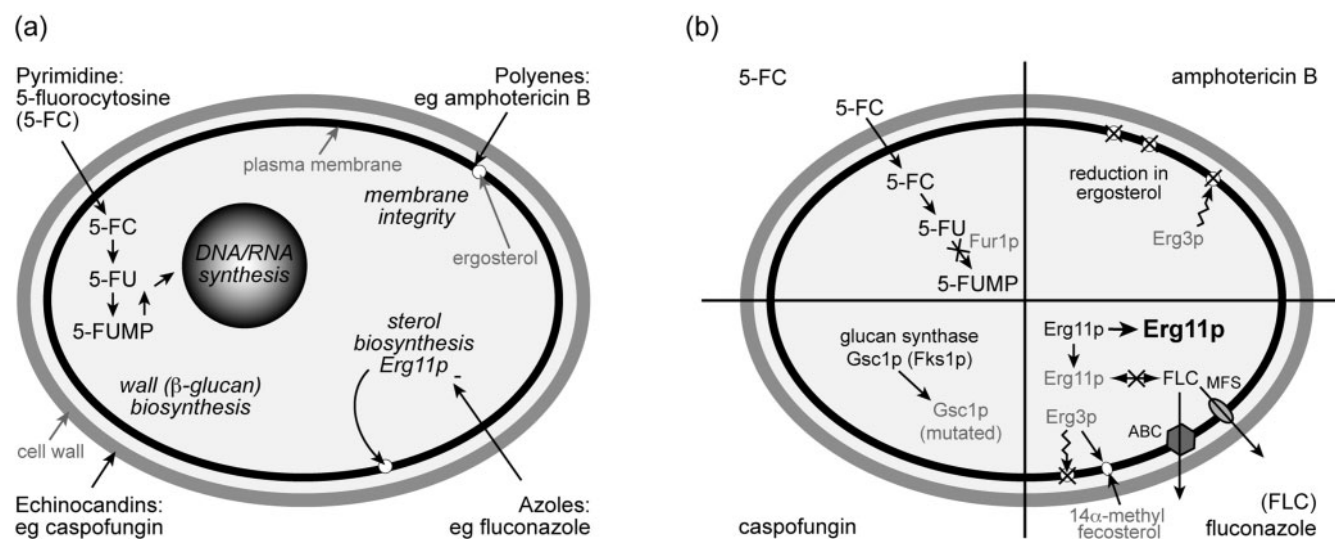 (a)
Pyrimidine:
5-fluorocytosine
(5-FC)
Polyenes:
eg amphotericin B
plasma membrane
membrane
integrity
ergosterol
5-FC
5-FU
5-FUMP
DNA/RNA
synthesis
sterol
biosynthesis
Erg11p -
wall (β-glucan)
biosynthesis
cell wall
Echinocandins:
eg caspofungin
Azoles:
eg fluconazole
(b)
5-FC
amphotericin B
5-FC
5-FC
5-FU
Fur1p
5-FUMP
reduction in
ergosterol
Erg3p
glucan synthase
Gsc1p (Fks1p)
Gsc1p
(mutated)
Erg11p Erg11p
Erg11p FLC MFS
Erg3p
ABC
14α-methyl
fecosterol
caspofungin
(FLC)
fluconazole